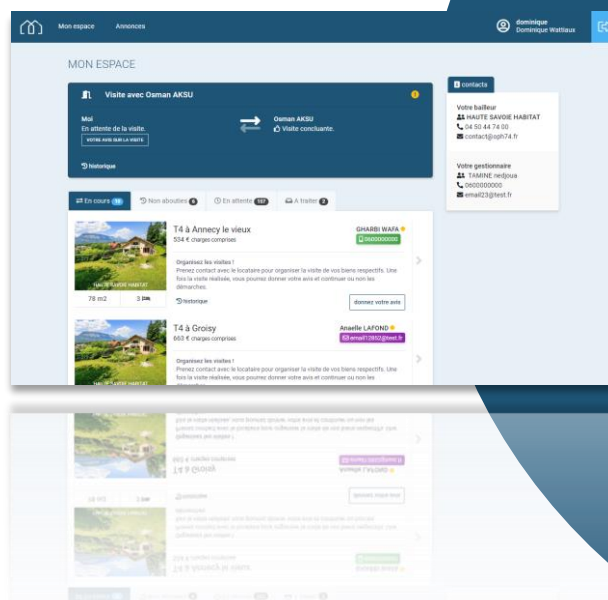 Mon espace
Annonces
dominique
Dominique Wattiaux
MON ESPACE
Visite avec Osman AKSU
Moi
En attente de la visite.
VOTRE AVIS SUR LA VISITE
Osman AKSU
Visite concluante.
historique
contacts
Votre bailleur
HAUTE SAVOIE HABITAT
04 50 44 74 00
contact@oph74.fr
Votre gestionnaire
TAMINE nedjoua
0600000000
email23@test.fr
En cours
Non abouties
En attente
A traiter
T4 à Annecy le vieux
534 € charges comprises
GHARBI WAFA
0600000000
Organisez les visites !
Prenez contact avec le locataire pour organiser la visite de vos biens respectifs. Une
fois la visite réalisée, vous pourrez donner votre avis et continuer ou non les
démarches.
HAUTE SAVOIE HABITAT
78 m2
3
historique
donnez votre avis
T4 à Groisy
663 € charges comprises
Anaelle LAFOND
email12852@test.fr
Organisez les visites !
Prenez contact avec le locataire pour organiser la visite de vos biens respectifs. Une
fois la visite réalisée, vous pourrez donner votre avis et continuer ou non les